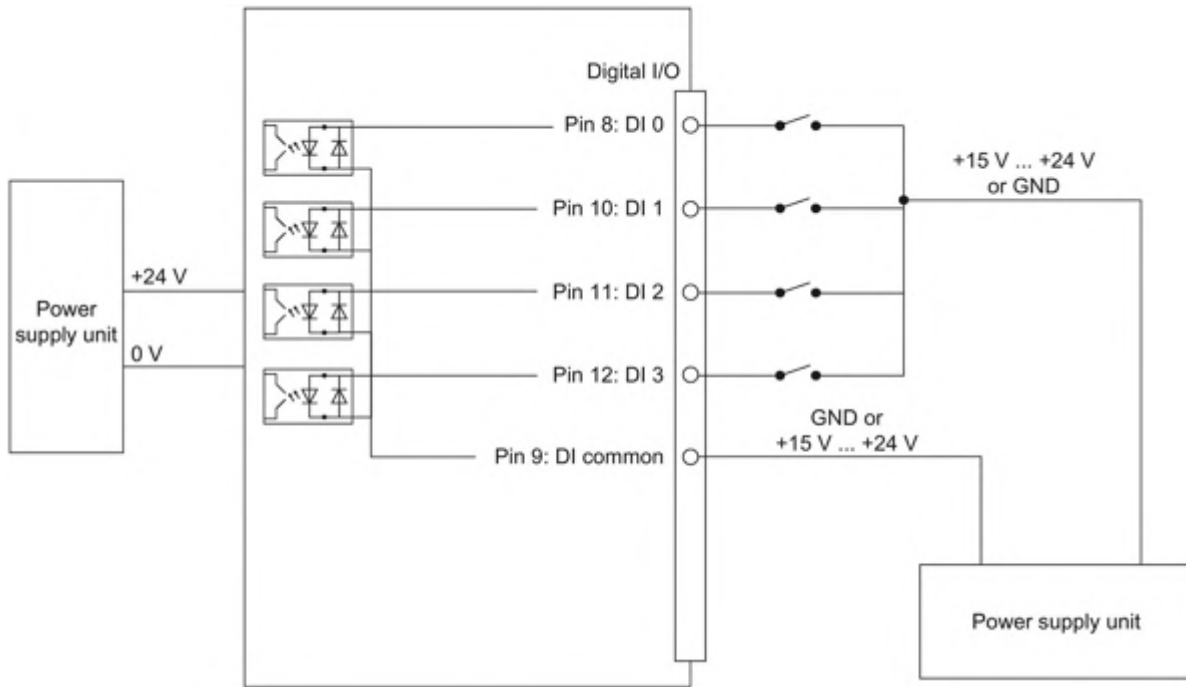 Digital I/O
Pin 8: DI 0
+15 V ... +24 V
or GND
Pin 10: DI 1
+24 V
Pin 11: DI 2
Power
supply unit
0 V
Pin 12: DI 3
GND or
+15 V ... +24 V
Pin 9: DI common
Power supply unit